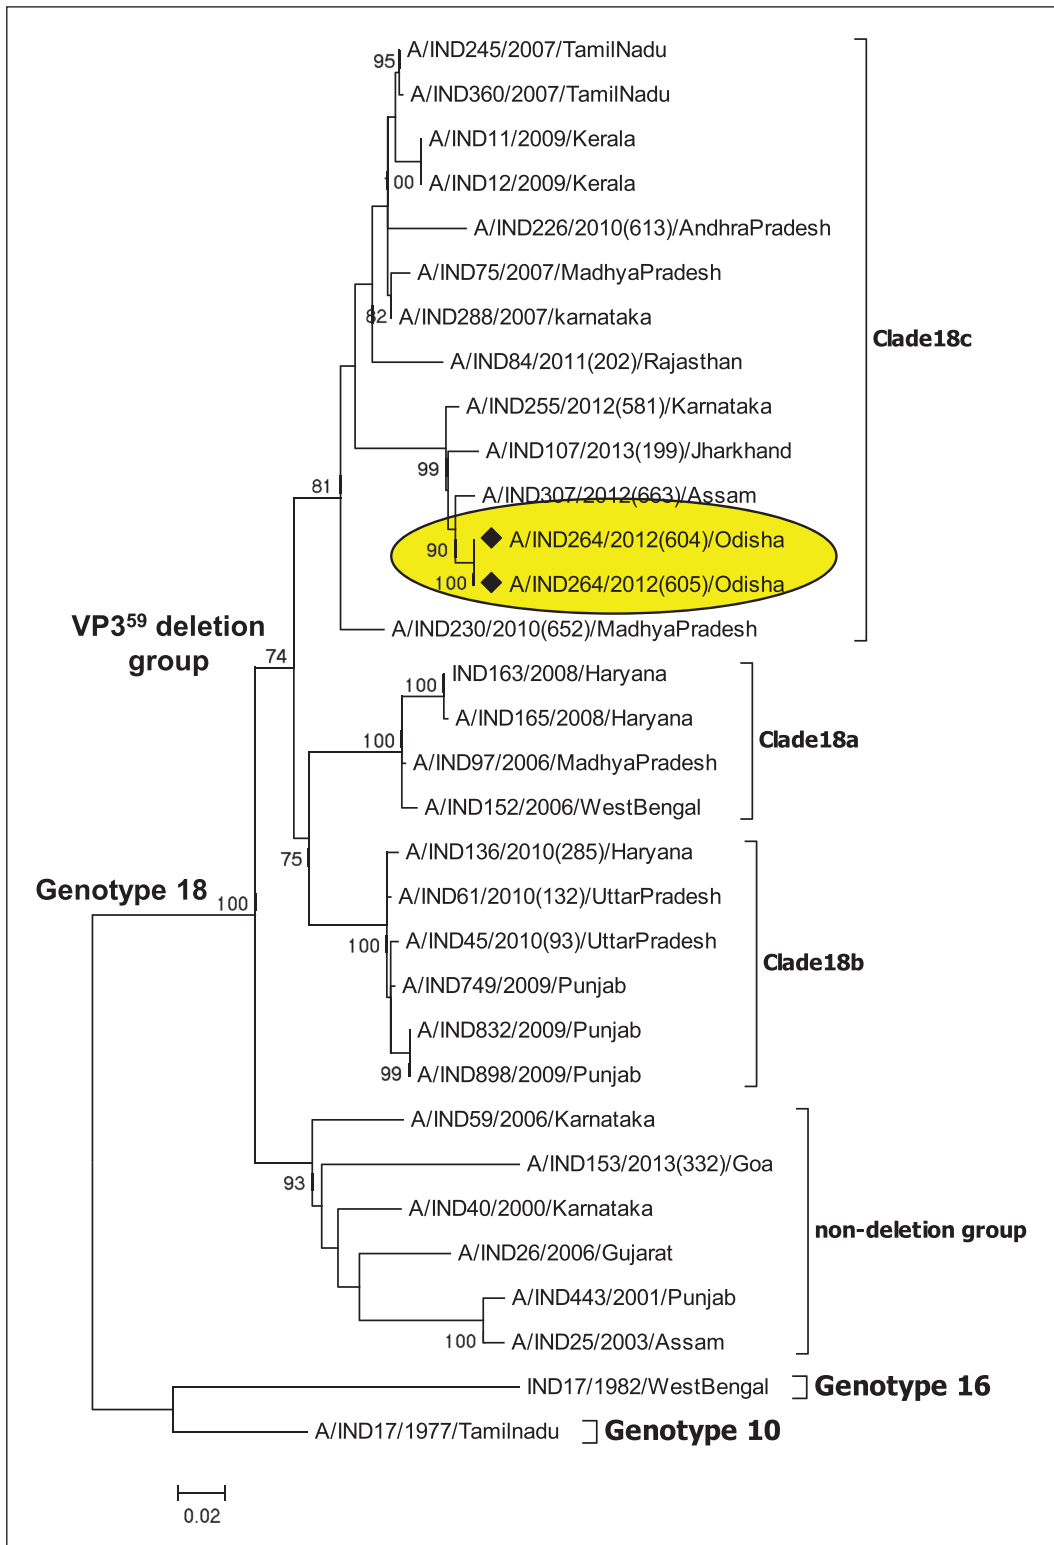 A/IND245/2007/TamilNadu
95
A/IND360/2007/TamilNadu
A/IND11/2009/Kerala
100
A/IND12/2009/Kerala
A/IND226/2010(613)/AndhraPradesh
A/IND75/2007/MadhyaPradesh
82
A/IND288/2007/karnataka
Clade18c
A/IND84/2011(202)/Rajasthan
A/IND255/2012(581)/Karnataka
A/IND107/2013(199)/Jharkhand
99
81
A/IND307/2012(663)/Assam
A/IND264/2012(604)/Odisha
90
100
A/IND264/2012(605)/Odisha
A/IND230/2010(652)/MadhyaPradesh
VP3⁵⁹ deletion
group
74
IND163/2008/Haryana
100
A/IND165/2008/Haryana
100
Clade18a
A/IND97/2006/MadhyaPradesh
A/IND152/2006/WestBengal
A/IND136/2010(285)/Haryana
75
Genotype 18
100
A/IND61/2010(132)/UttarPradesh
A/IND45/2010(93)/UttarPradesh
100
Clade18b
A/IND749/2009/Punjab
A/IND832/2009/Punjab
99
A/IND898/2009/Punjab
A/IND59/2006/Karnataka
A/IND153/2013(332)/Goa
93
A/IND40/2000/Karnataka
non-deletion group
A/IND26/2006/Gujarat
A/IND443/2001/Punjab
100
A/IND25/2003/Assam
IND17/1982/WestBengal
Genotype 16
A/IND17/1977/Tamilnadu
Genotype 10
0.02